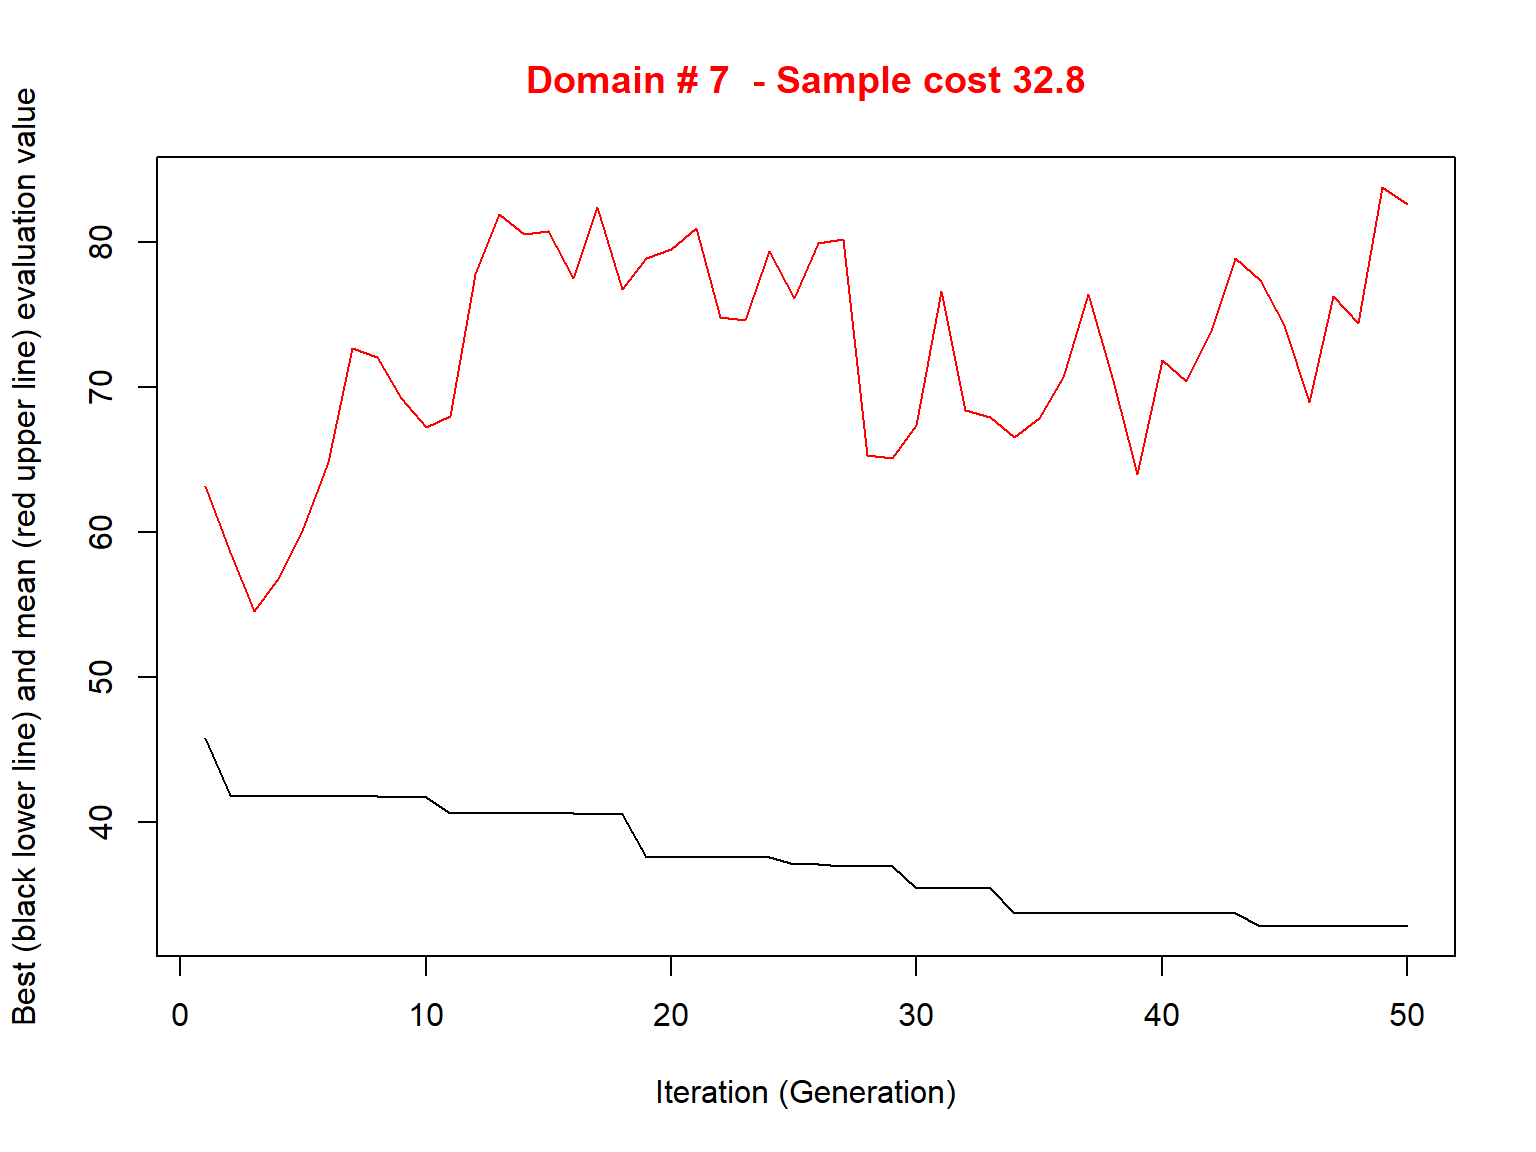 Domain # 7  - Sample cost 32.8
Best (black lower line) and mean (red upper line) evaluation value
80
70
60
50
40
0 10 20 30 40 50
Iteration (Generation)